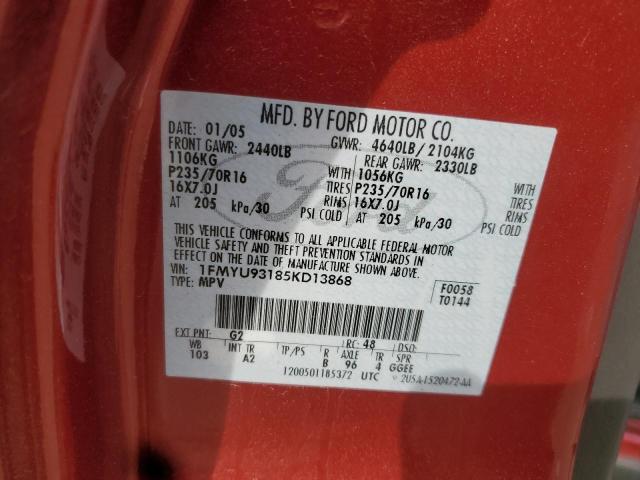 MFD. BY FORD MOTOR CO.
DATE: 01/05 GVWR: 4640LB/ 2104KG
FRONT GAWR: 2440LB REAR GAWR: 2330LB
1106KG WITH 1056KG WITH
P235/70R16 TIRES P235/70R16 TIRES
16X7.0J RIMS 16X7.0J RIMS
AT 205 kPa/30 PSI COLD AT 205 kPa/30 PSI COLD
THIS VEHICLE CONFORMS TO ALL APPLICABLE FEDERAL MOTOR
VEHICLE SAFETY AND THEFT PREVENTION STANDARDS IN
EFFECT ON THE DATE OF MANUFACTURE SHOWN ABOVE.
VIN: 1FMYU93185KD13868
TYPE: MPV
F0058
T0144
EXT PNT: G2 RC: 48 DSO:
WB INT TR TP/PS R AXLE TR SPR
103 A2 B 96 4 GGEE
1200501185372 UTC 2U5A-1520472-AA
Ford